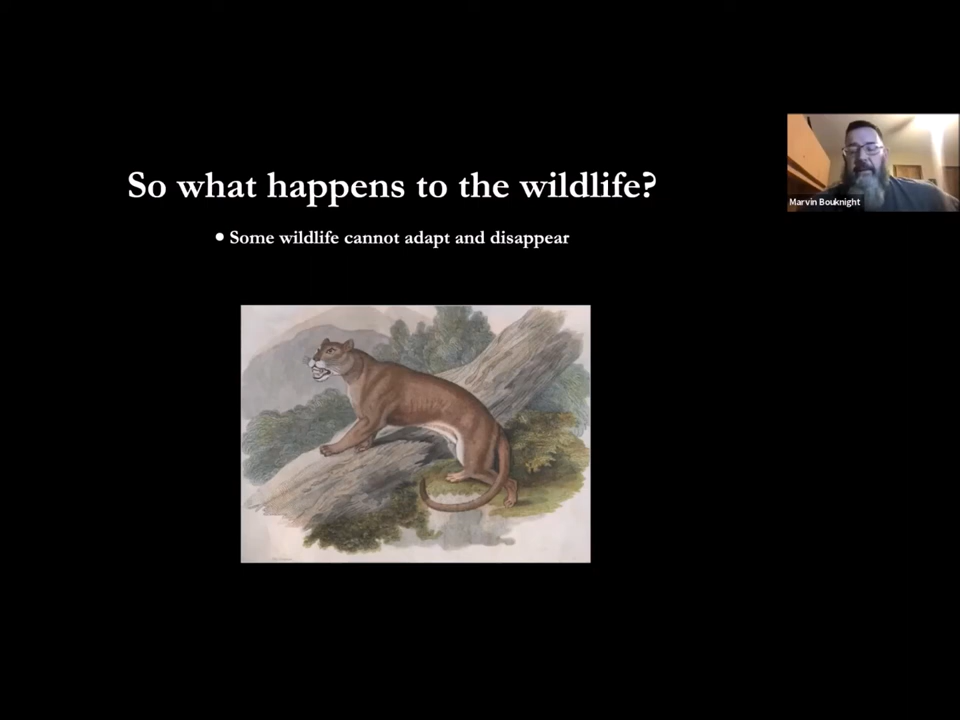 So what happens to the wildlife?
• Some wildlife cannot adapt and disappear
Marvin Bouknight